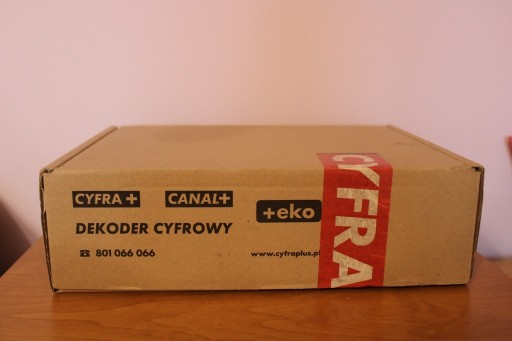 CYFRA +
CANAL+
+eko
DEKODER CYFROWY
☎ 801 066 066
www.cyfraplus.pl
CYFRA